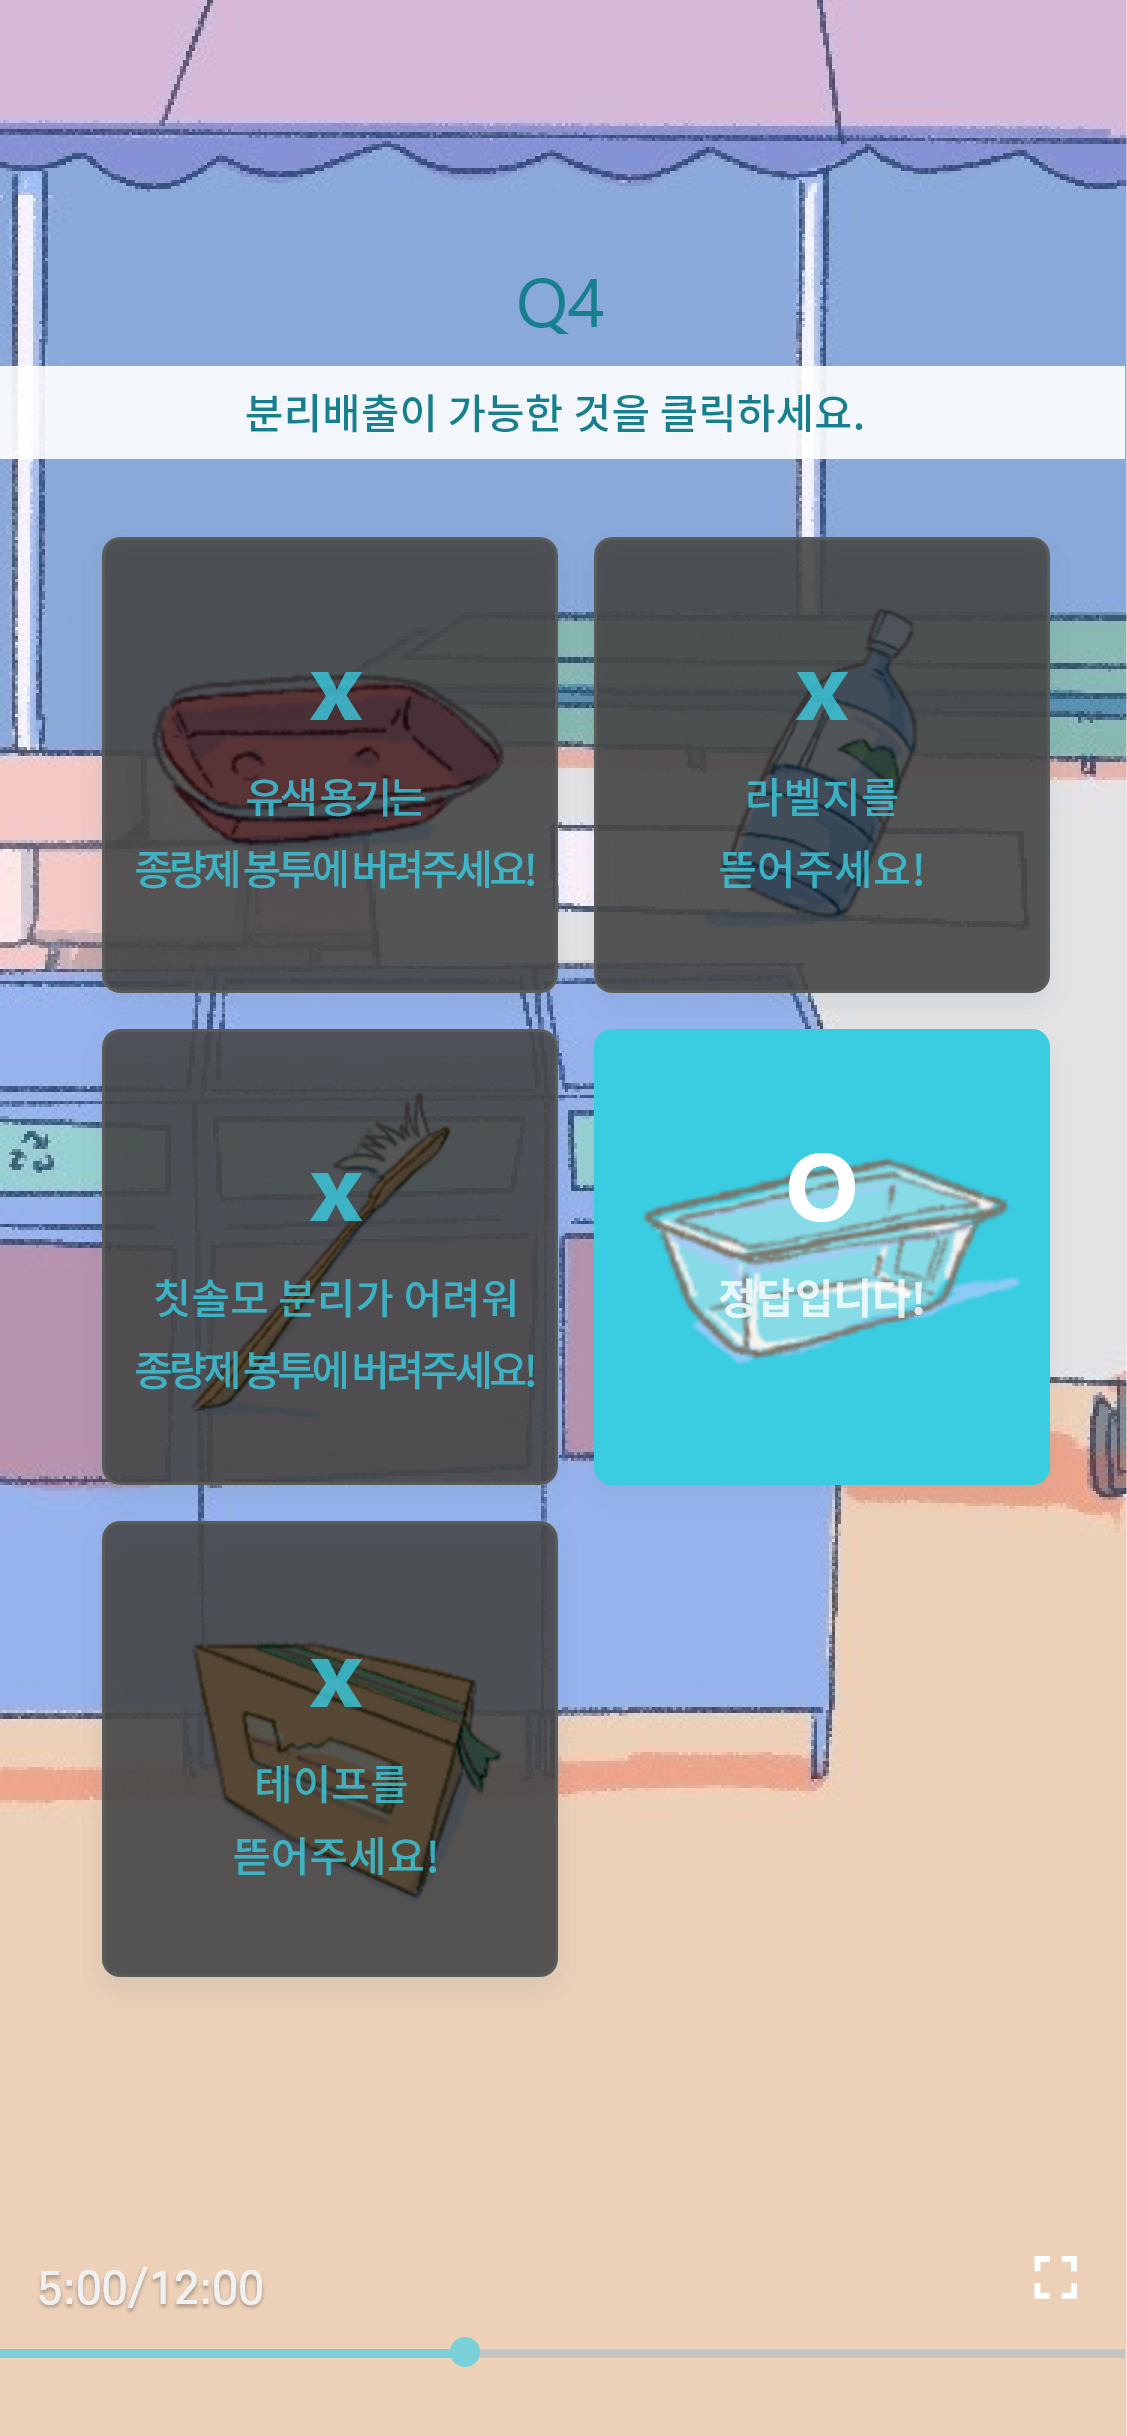 Q4
분리배출이 가능한 것을 클릭하세요.
X
유색 용기는
종량제 봉투에 버려주세요!
X
라벨지를
뜯어주세요!
X
칫솔모 분리가 어려워
종량제 봉투에 버려주세요!
O
정답입니다!
X
테이프를
뜯어주세요!
5:00/12:00